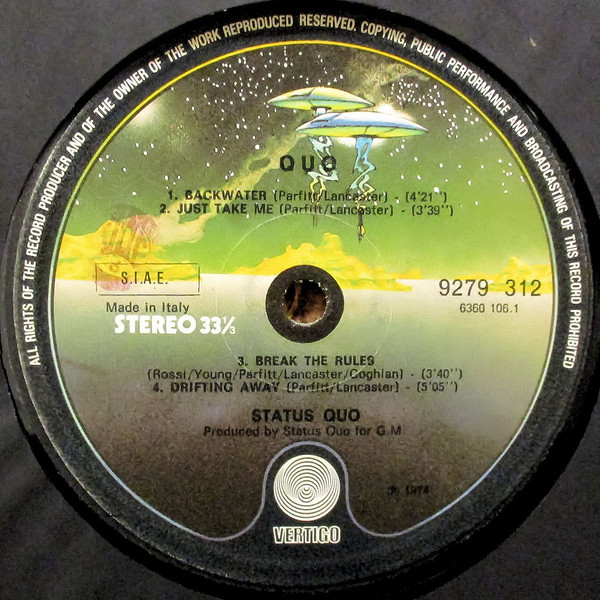 ALL RIGHTS OF THE RECORD PRODUCER AND OF THE OWNER OF THE WORK REPRODUCED RESERVED. COPYING, PUBLIC PERFORMANCE AND BROADCASTING OF THIS RECORD PROHIBITED
QUO
1. BACKWATER (Parfitt/Lancaster) - (4'21'')
2. JUST TAKE ME (Parfitt/Lancaster) - (3'39'')
S.I.A.E.
Made in Italy
STEREO 33⅓
9279 312
6360 106.1
3. BREAK THE RULES
(Rossi/Young/Parfitt/Lancaster/Coghlan) - (3'40'')
4. DRIFTING AWAY (Parfitt/Lancaster) - (5'05'')
STATUS QUO
Produced by Status Quo for G.M.
℗ 1974
VERTIGO